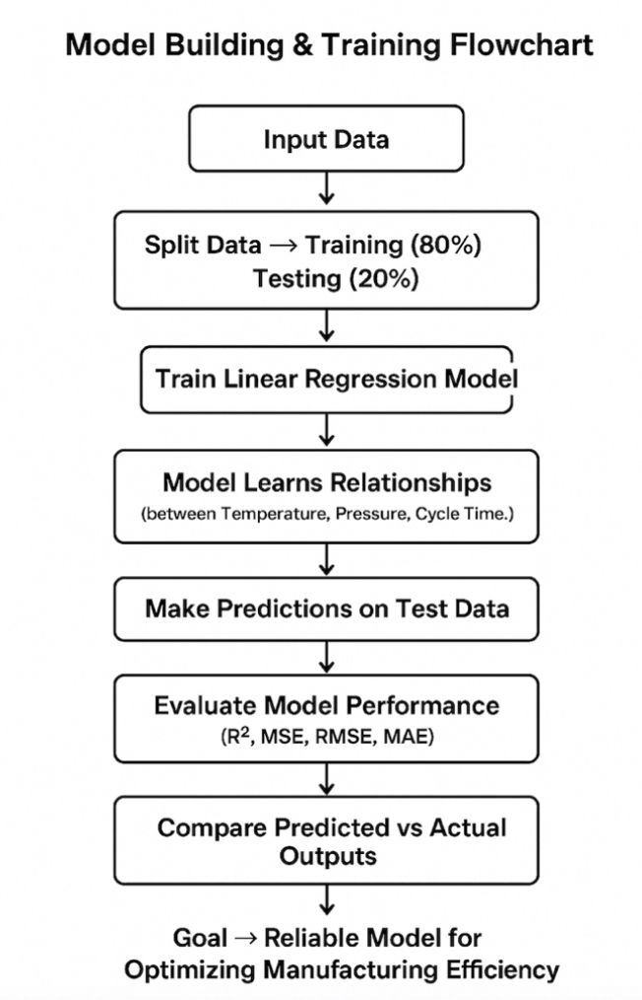 Model Building & Training Flowchart
Input Data
Split Data → Training (80%)
Testing (20%)
Train Linear Regression Model
Model Learns Relationships
(between Temperature, Pressure, Cycle Time.)
Make Predictions on Test Data
Evaluate Model Performance
(R², MSE, RMSE, MAE)
Compare Predicted vs Actual
Outputs
Goal → Reliable Model for
Optimizing Manufacturing Efficiency